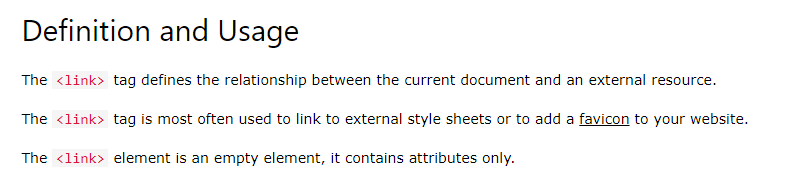 Definition and Usage
The <link> tag defines the relationship between the current document and an external resource.
The <link> tag is most often used to link to external style sheets or to add a favicon to your website.
The <link> element is an empty element, it contains attributes only.